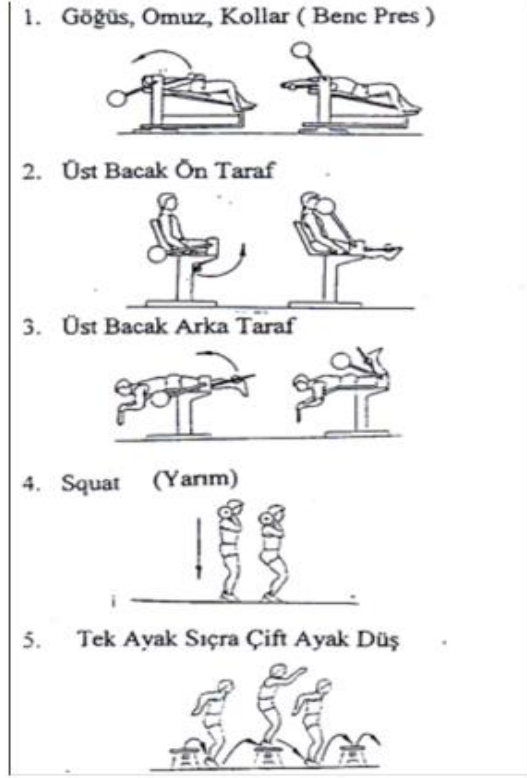 1. Göğüs, Omuz, Kollar ( Benc Pres )
2. Üst Bacak Ön Taraf
3. Üst Bacak Arka Taraf
4. Squat (Yarım)
5. Tek Ayak Sıçra Çift Ayak Düş